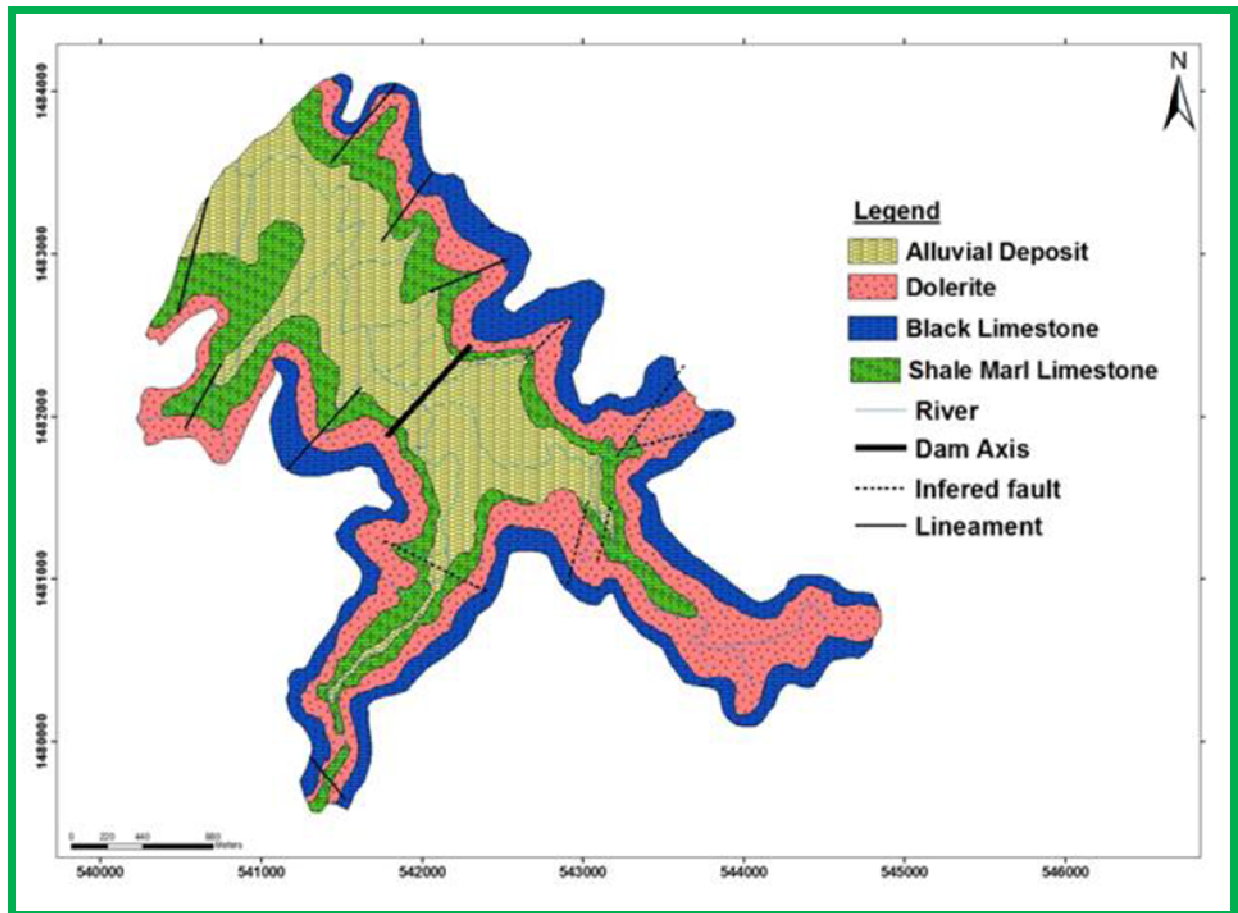 N
1484000
1483000
1482000
1481000
1480000
Legend
Alluvial Deposit
Dolerite
Black Limestone
Shale Marl Limestone
River
Dam Axis
Infered fault
Lineament
0 220 440 880
Meters
540000 541000 542000 543000 544000 545000 546000